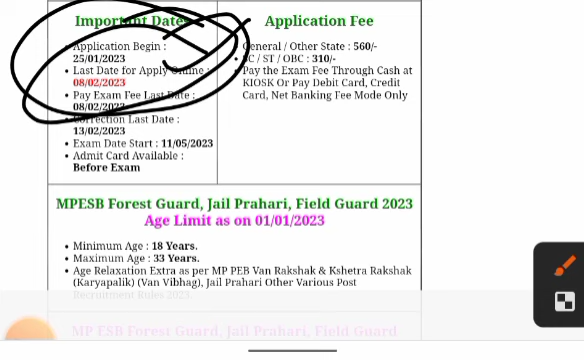 Important Dates
Application Begin :
25/01/2023
Last Date for Apply Online :
08/02/2023
Pay Exam Fee Last Date :
08/02/2023
Correction Last Date :
13/02/2023
Exam Date Start : 11/05/2023
Admit Card Available :
Before Exam
Application Fee
General / Other State : 560/-
SC / ST / OBC : 310/-
Pay the Exam Fee Through Cash at
KIOSK Or Pay Debit Card, Credit
Card, Net Banking Fee Mode Only
MPESB Forest Guard, Jail Prahari, Field Guard 2023
Age Limit as on 01/01/2023
Minimum Age : 18 Years.
Maximum Age : 33 Years.
Age Relaxation Extra as per MP PEB Van Rakshak & Kshetra Rakshak
(Karyapalik) (Van Vibhag), Jail Prahari Other Various Post
Recruitment Rules 2023.
MP ESB Forest Guard, Jail Prahari, Field Guard